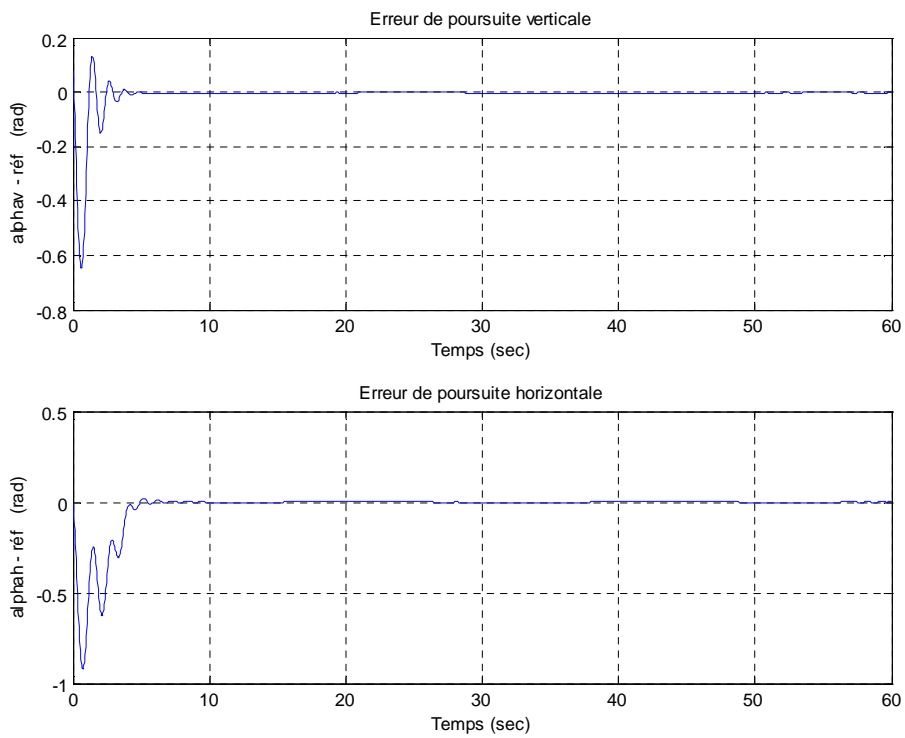 Erreur de poursuite verticale
0.2
0
-0.2
-0.4
-0.6
-0.8
alphav - réf (rad)
0 10 20 30 40 50 60
Temps (sec)
Erreur de poursuite horizontale
0.5
0
-0.5
-1
alphah - réf (rad)
0 10 20 30 40 50 60
Temps (sec)